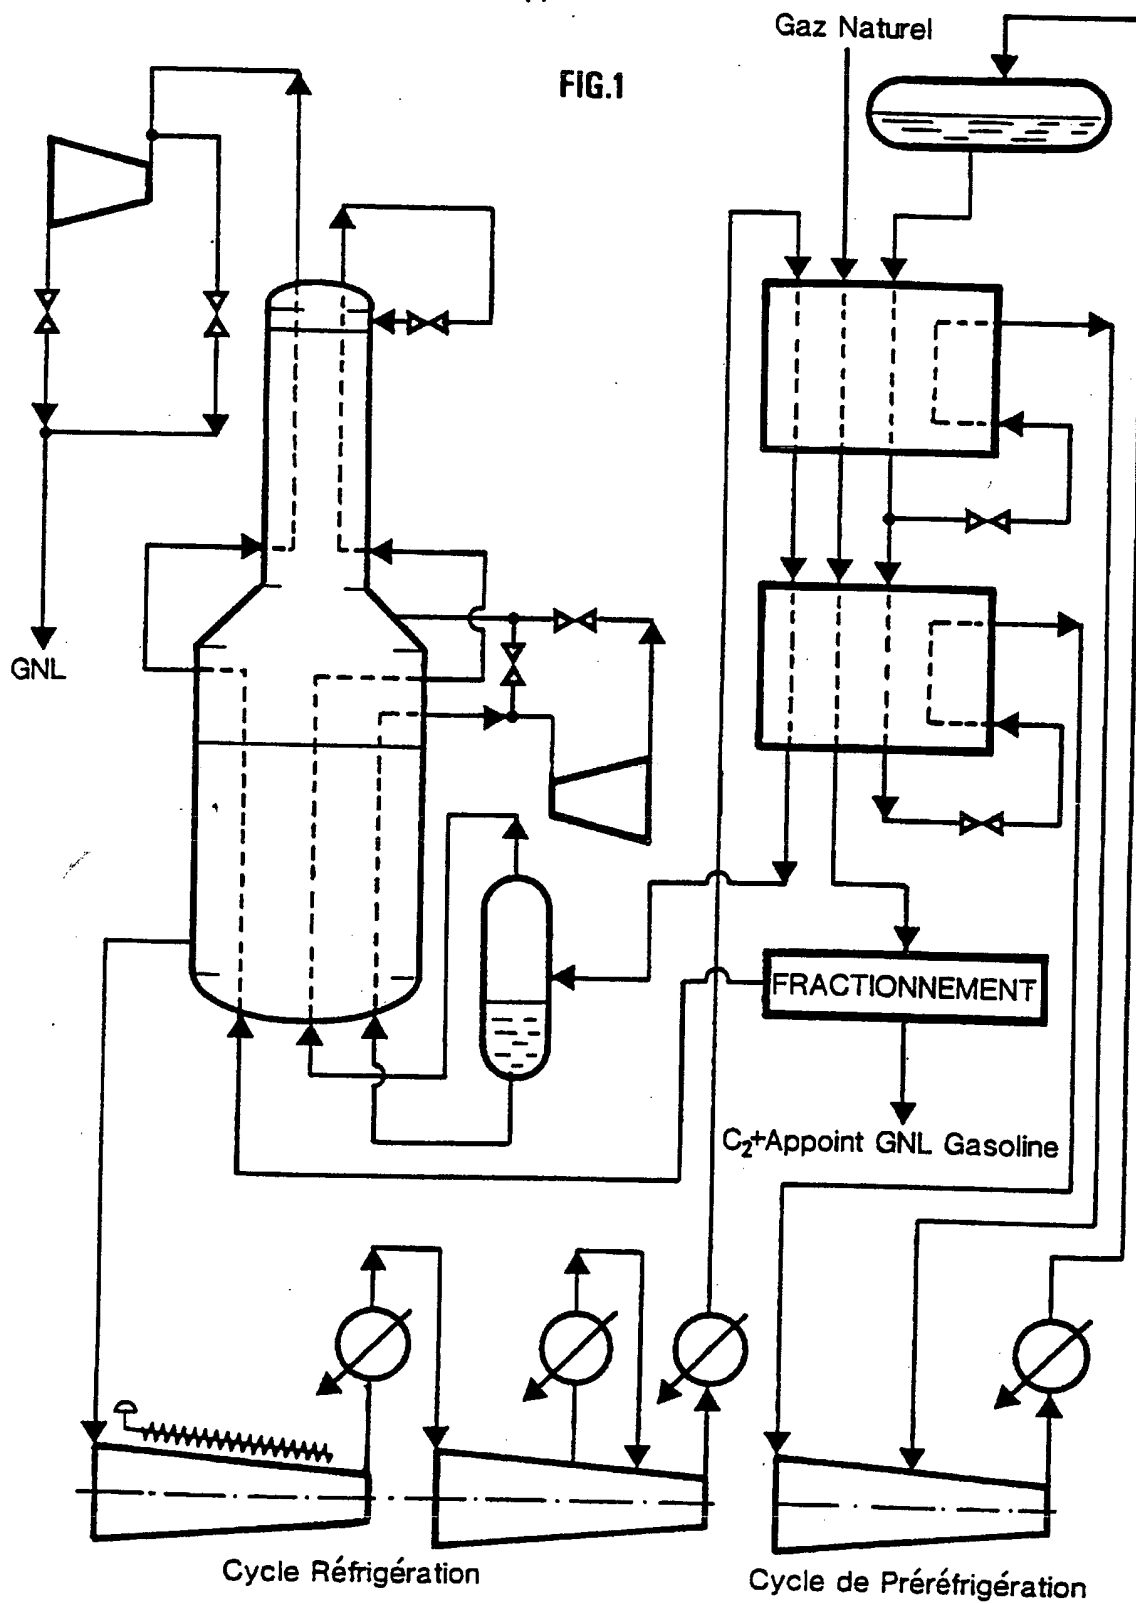 Gaz Naturel
FIG.1
GNL
FRACTIONNEMENT
C₂+Appoint GNL Gasoline
Cycle Réfrigération
Cycle de Préréfrigération